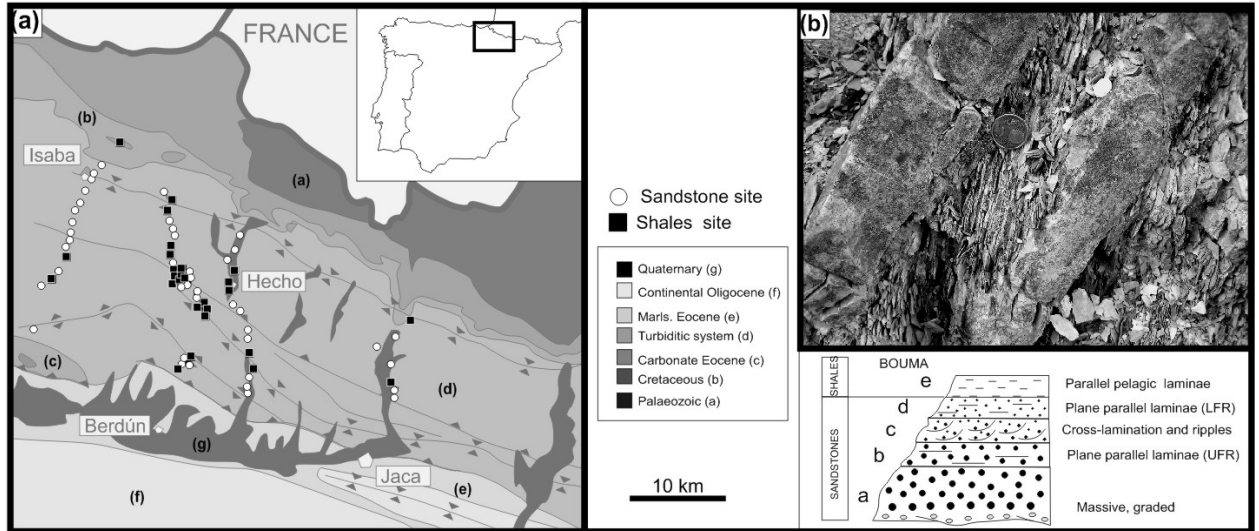 (a)
FRANCE
(b)
Isaba
(a)
Hecho
(c)
(d)
Berdún
(g)
Jaca
(e)
(f)
Sandstone site
Shales site
Quaternary (g)
Continental Oligocene (f)
Marls. Eocene (e)
Turbiditic system (d)
Carbonate Eocene (c)
Cretaceous (b)
Palaeozoic (a)
10 km
(b)
BOUMA
SHALES
SANDSTONES
e Parallel pelagic laminae
d Plane parallel laminae (LFR)
c Cross-lamination and ripples
b Plane parallel laminae (UFR)
a Massive, graded